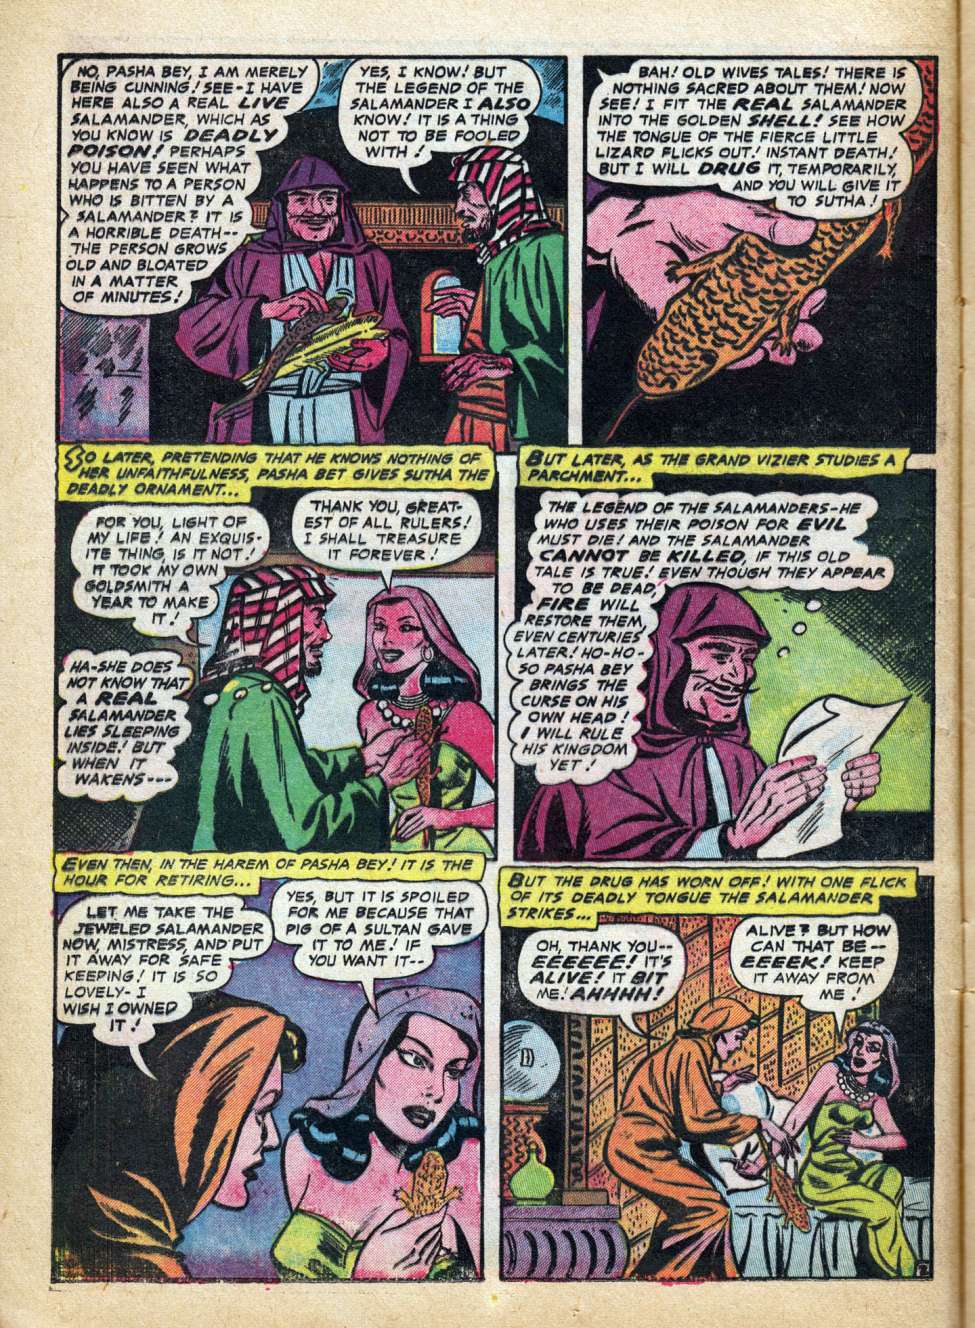 NO, PASHA BEY, I AM MERELY
BEING CUNNING! SEE-I HAVE
HERE ALSO A REAL LIVE
SALAMANDER, WHICH AS
YOU KNOW IS DEADLY
POISON! PERHAPS
YOU HAVE SEEN WHAT
HAPPENS TO A PERSON
WHO IS BITTEN BY A
SALAMANDER? IT IS
A HORRIBLE DEATH--
THE PERSON GROWS
OLD AND BLOATED
IN A MATTER
OF MINUTES!
YES, I KNOW! BUT
THE LEGEND OF THE
SALAMANDER I ALSO
KNOW! IT IS A THING
NOT TO BE FOOLED
WITH!
BAH! OLD WIVES TALES! THERE IS
NOTHING SACRED ABOUT THEM! NOW
SEE! I FIT THE REAL SALAMANDER
INTO THE GOLDEN SHELL! SEE HOW
THE TONGUE OF THE FIERCE LITTLE
LIZARD FLICKS OUT! INSTANT DEATH!
BUT I WILL DRUG IT, TEMPORARILY,
AND YOU WILL GIVE IT
TO SUTHA!
SO LATER, PRETENDING THAT HE KNOWS NOTHING OF
HER UNFAITHFULNESS, PASHA BET GIVES SUTHA THE
DEADLY ORNAMENT...
FOR YOU, LIGHT OF
MY LIFE! AN EXQUIS-
ITE THING, IS IT NOT!
IT TOOK MY OWN
GOLDSMITH A
YEAR TO MAKE
IT!
THANK YOU, GREAT-
EST OF ALL RULERS!
I SHALL TREASURE
IT FOREVER!
HA-SHE DOES
NOT KNOW THAT
A REAL
SALAMANDER
LIES SLEEPING
INSIDE! BUT
WHEN IT
WAKENS---
BUT LATER, AS THE GRAND VIZIER STUDIES A
PARCHMENT...
THE LEGEND OF THE SALAMANDERS-HE
WHO USES THEIR POISON FOR EVIL
MUST DIE! AND THE SALAMANDER
CANNOT BE KILLED, IF THIS OLD
TALE IS TRUE! EVEN THOUGH THEY APPEAR
TO BE DEAD,
FIRE WILL
RESTORE THEM,
EVEN CENTURIES
LATER! HO-HO-
SO PASHA BEY
BRINGS THE
CURSE ON HIS
OWN HEAD!
I WILL RULE
HIS KINGDOM
YET!
EVEN THEN, IN THE HAREM OF PASHA BEY! IT IS THE
HOUR FOR RETIRING...
LET ME TAKE THE
JEWELED SALAMANDER
NOW, MISTRESS, AND PUT
IT AWAY FOR SAFE
KEEPING! IT IS SO
LOVELY-I
WISH I OWNED
IT!
YES, BUT IT IS SPOILED
FOR ME BECAUSE THAT
PIG OF A SULTAN GAVE
IT TO ME! IF
YOU WANT IT--
BUT THE DRUG HAS WORN OFF! WITH ONE FLICK
OF ITS DEADLY TONGUE THE SALAMANDER
STRIKES...
OH, THANK YOU--
EEEEEE! IT'S
ALIVE! IT BIT
ME! AHHHH!
ALIVE? BUT HOW
CAN THAT BE--
EEEEK! KEEP
IT AWAY FROM
ME!
2